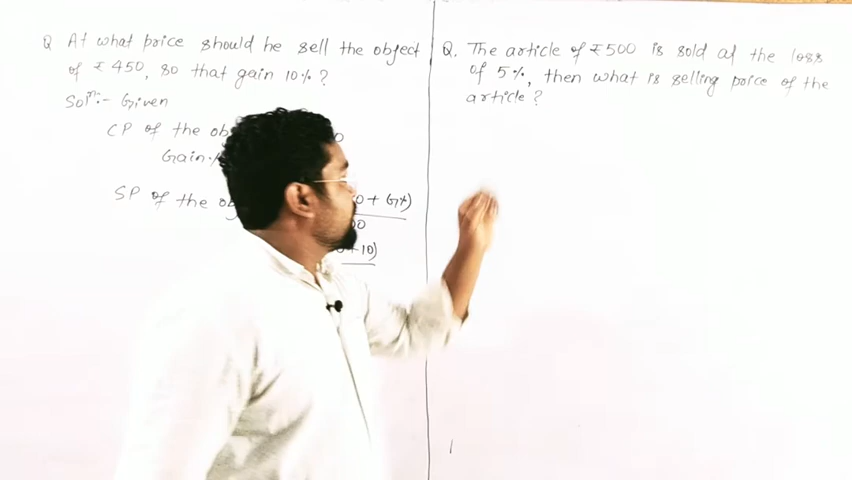 Q At what price should he sell the object
of ₹ 450, so that gain 10% ?
Solⁿ:- Given
CP of the
Gain
SP of the + G%)
+ 10)
Q. The article of ₹ 500 is sold at the loss
of 5%, then what is selling price of the
article ?